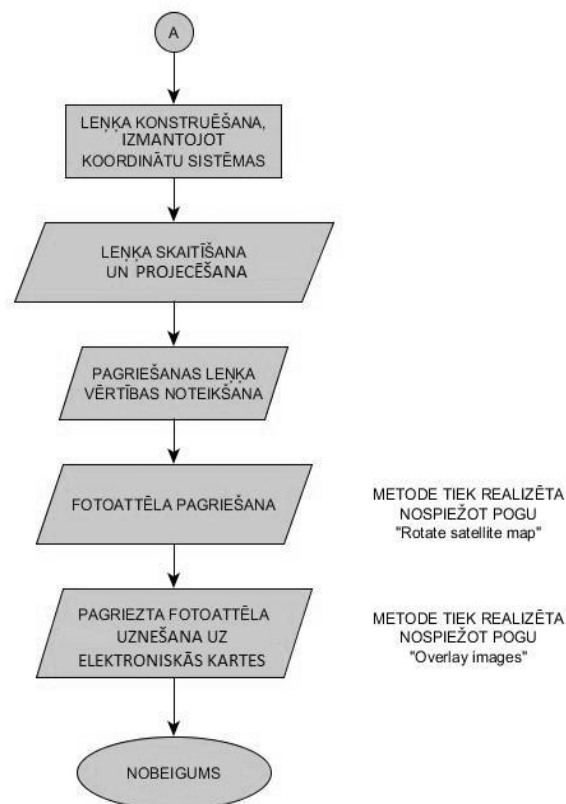 A
LEŅĶA KONSTRUĒŠANA,
IZMANTOJOT
KOORDINĀTU SISTĒMAS
LEŅĶA SKAITĪŠANA
UN PROJECĒŠANA
PAGRIEŠANAS LEŅĶA
VĒRTĪBAS NOTEIKŠANA
FOTOATTĒLA PAGRIEŠANA
METODE TIEK REALIZĒTA
NOSPIEŽOT POGU
"Rotate satellite map"
PAGRIEZTA FOTOATTĒLA
UZNEŠANA UZ
ELEKTRONISKĀS KARTES
METODE TIEK REALIZĒTA
NOSPIEŽOT POGU
"Overlay images"
NOBEIGUMS